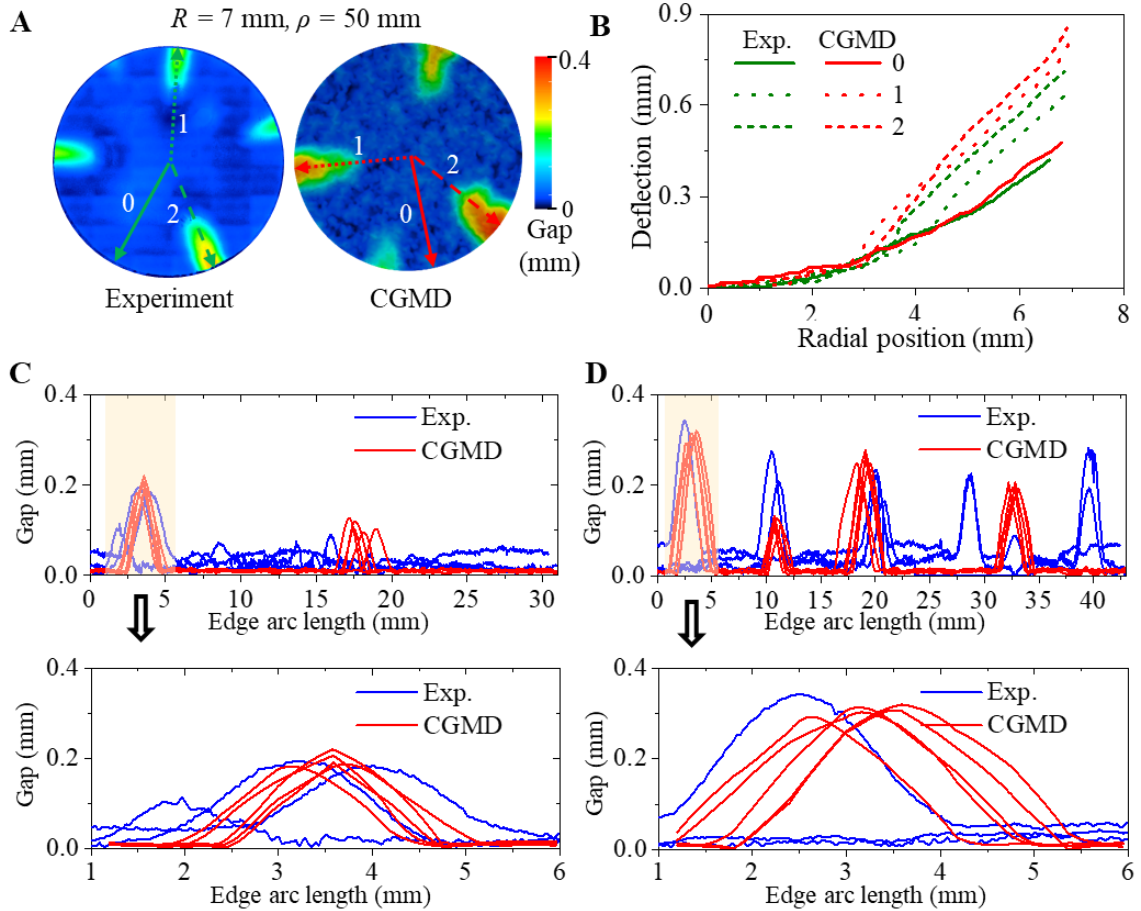 A
R = 7 mm, ρ = 50 mm
1
0
2
Experiment
1
2
0
CGMD
0.4
0
Gap
(mm)
B
Deflection (mm)
0.9
0.6
0.3
0.0
Exp. CGMD
0
1
2
0 2 4 6 8
Radial position (mm)
C
Gap (mm)
0.4
0.2
0.0
Exp.
CGMD
0 5 10 15 20 25 30
Edge arc length (mm)
Gap (mm)
0.4
0.2
0.0
Exp.
CGMD
1 2 3 4 5 6
Edge arc length (mm)
D
Gap (mm)
0.4
0.2
0.0
Exp.
CGMD
0 5 10 15 20 25 30 35 40
Edge arc length (mm)
Gap (mm)
0.4
0.2
0.0
Exp.
CGMD
1 2 3 4 5 6
Edge arc length (mm)